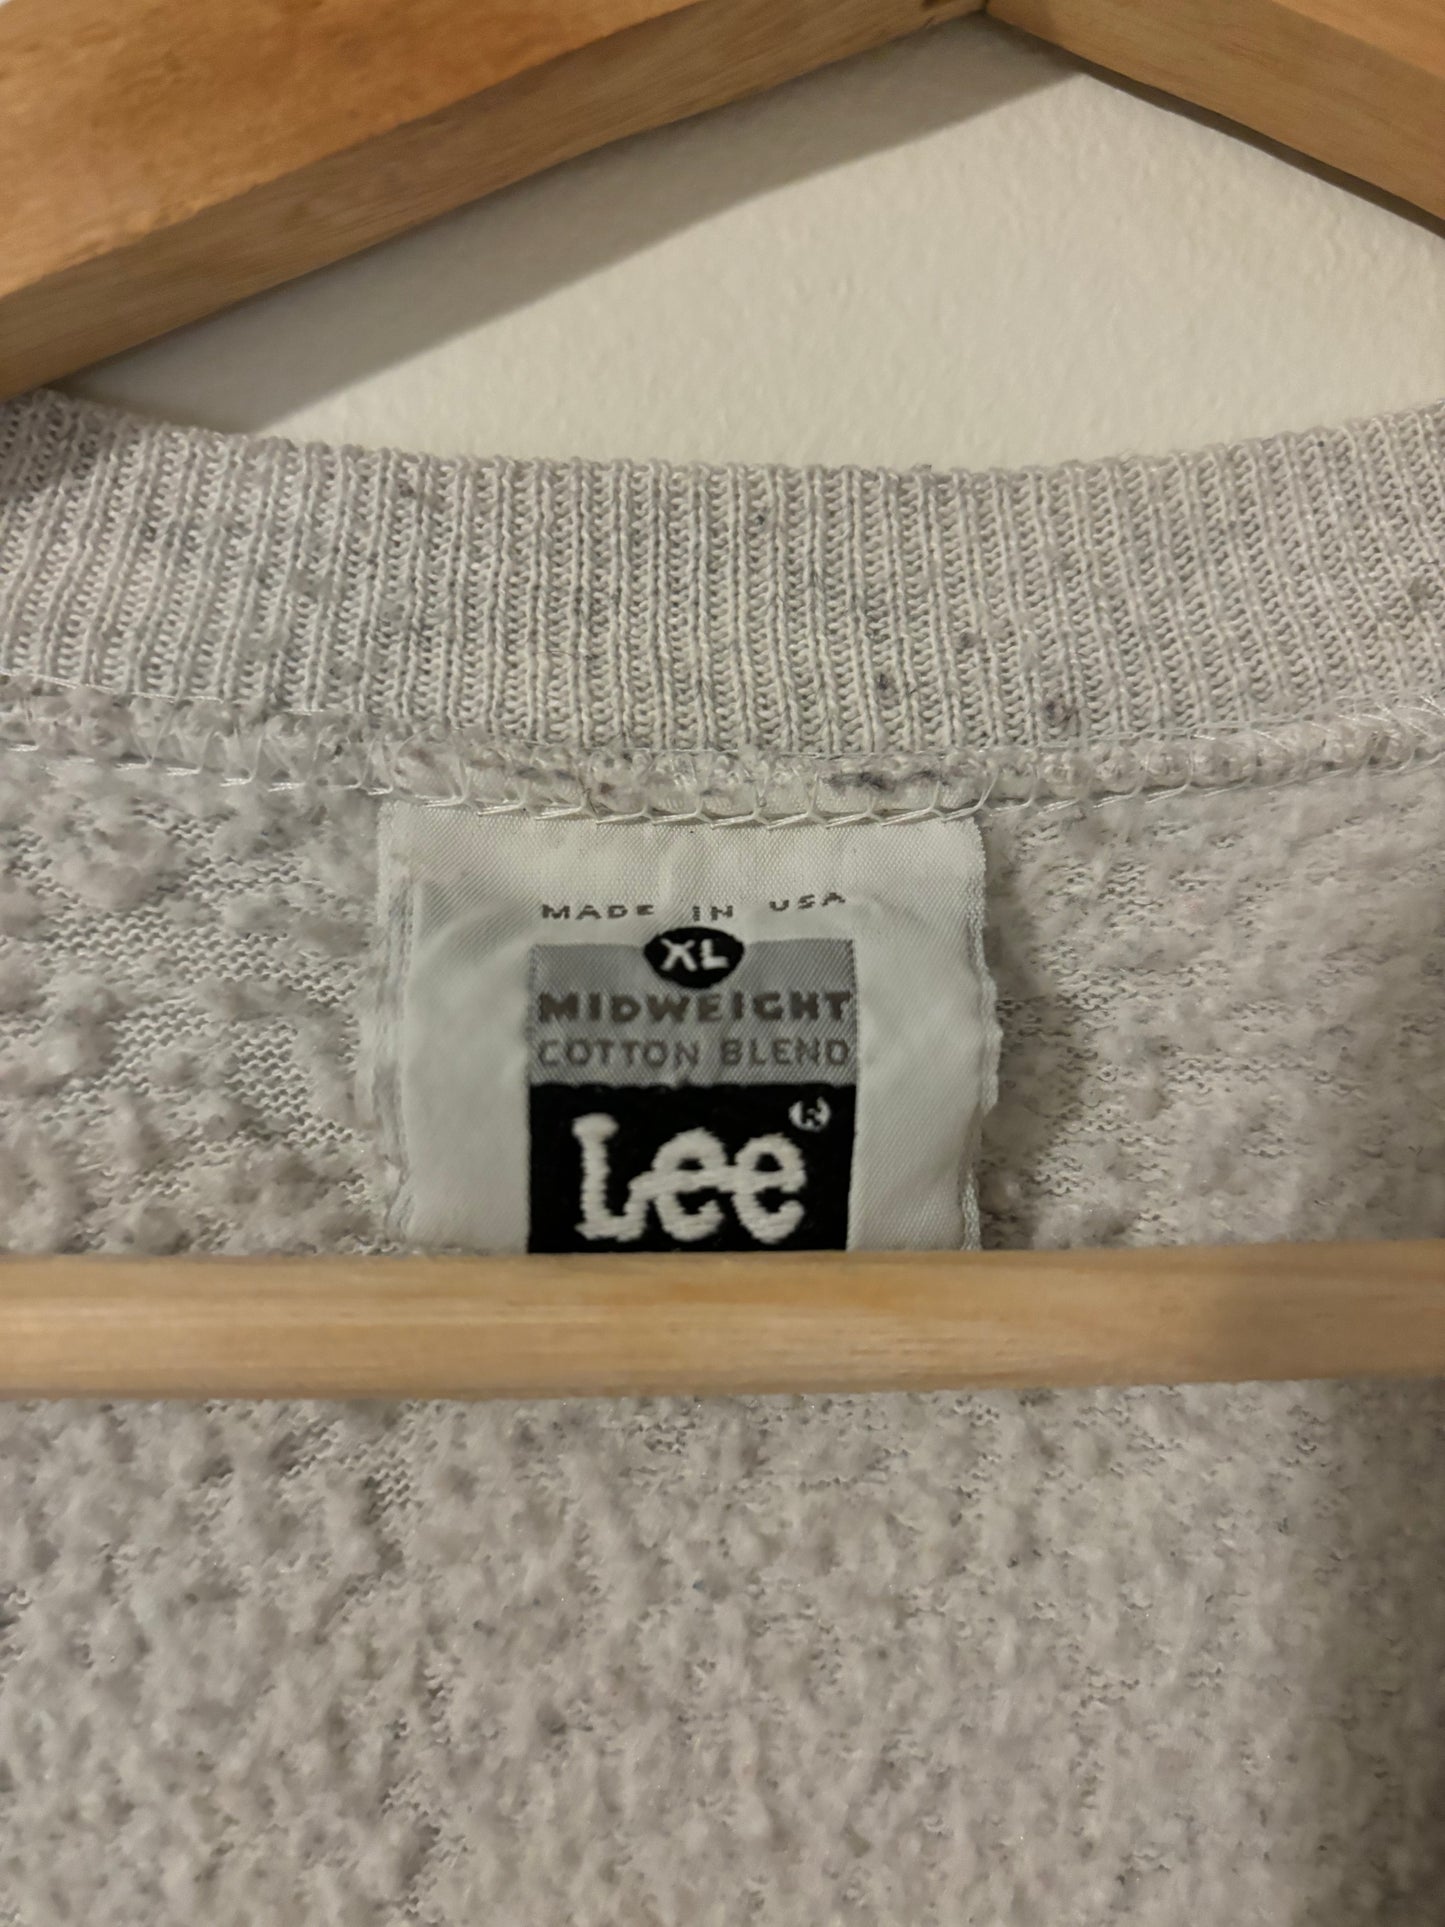 MADE IN USA
XL
MIDWEIGHT
COTTON BLEND
Lee®